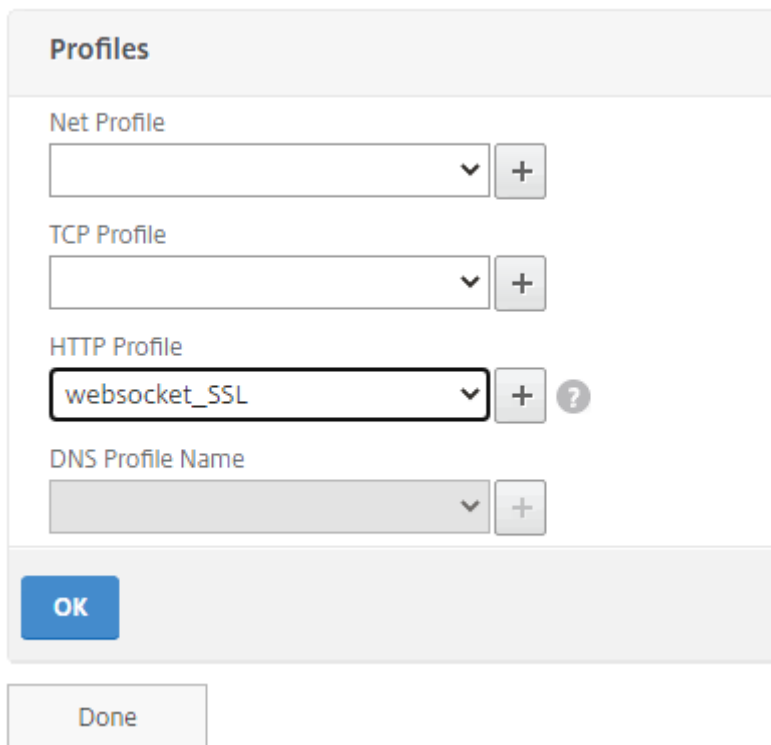 Profiles
Net Profile
+
TCP Profile
+
HTTP Profile
websocket_SSL
+ ?
DNS Profile Name
+
OK
Done